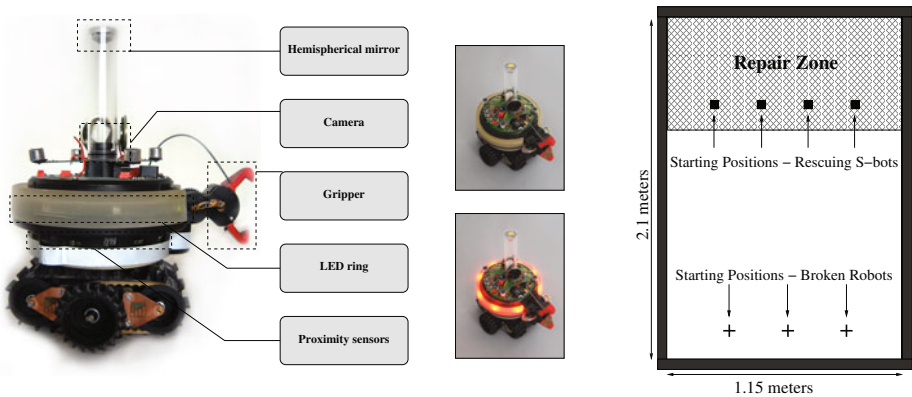 Hemispherical mirror
Camera
Gripper
LED ring
Proximity sensors
Repair Zone
Starting Positions − Rescuing S−bots
Starting Positions − Broken Robots
2.1 meters
1.15 meters